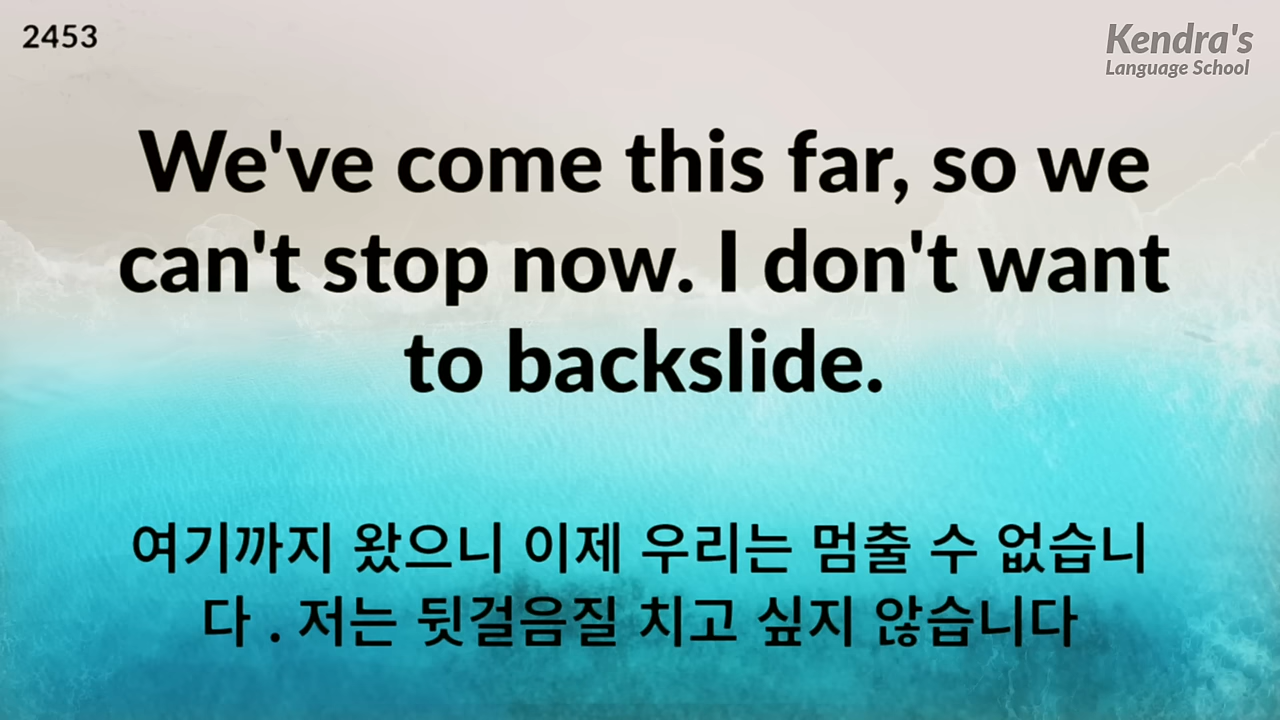 2453
Kendra's
Language School
We've come this far, so we
can't stop now. I don't want
to backslide.
여기까지 왔으니 이제 우리는 멈출 수 없습니
다 . 저는 뒷걸음질 치고 싶지 않습니다